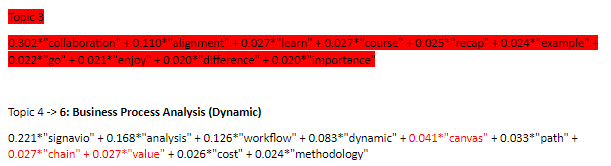 Topic 3
0.302*"collaboration" + 0.110*"alignment" + 0.027*"learn" + 0.027*"course" + 0.025*"recap" + 0.024*"example" +
0.022*"go" + 0.021*"enjoy" + 0.020*"difference" + 0.020*"importance"
Topic 4 -> 6: Business Process Analysis (Dynamic)
0.221*"signavio" + 0.168*"analysis" + 0.126*"workflow" + 0.083*"dynamic" + 0.041*"canvas" + 0.033*"path" +
0.027*"chain" + 0.027*"value" + 0.026*"cost" + 0.024*"methodology"